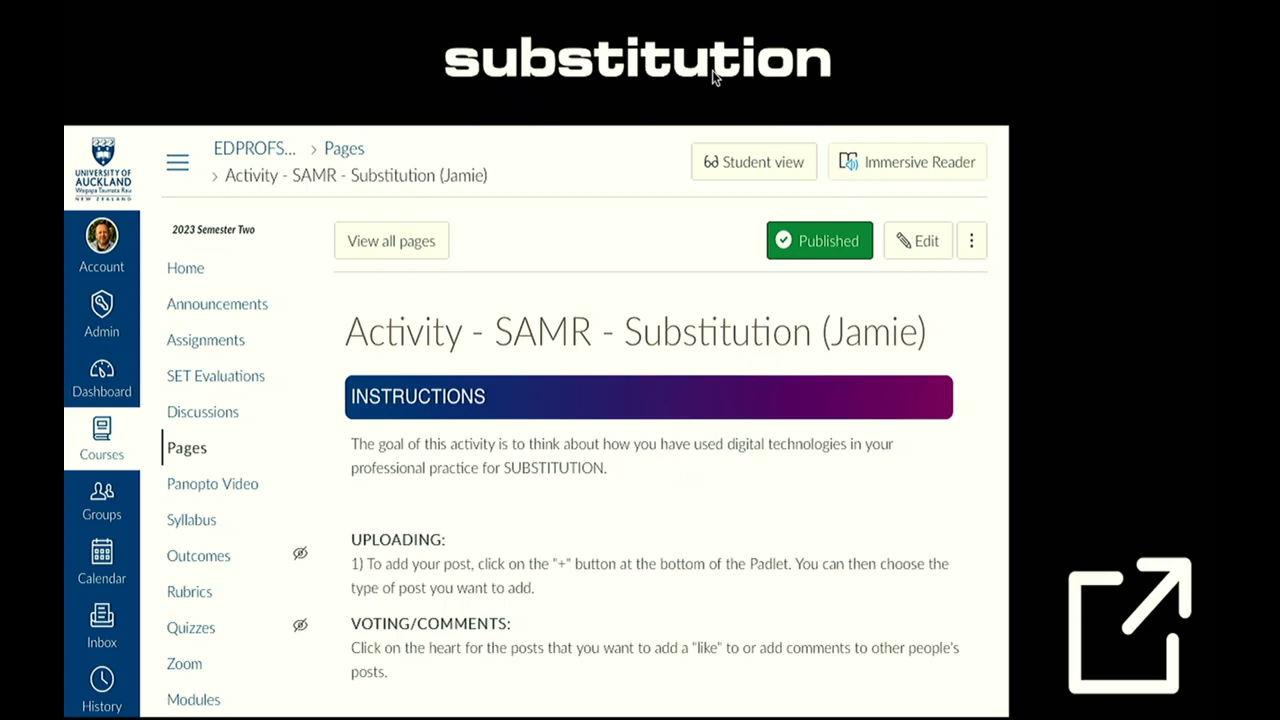 substitution
EDPROFS... > Pages
> Activity - SAMR - Substitution (Jamie)
Student view
Immersive Reader
UNIVERSITY OF
AUCKLAND
Waipapa Taumata Rau
NEW ZEALAND
Account
Admin
Dashboard
Courses
Groups
Calendar
Inbox
History
2023 Semester Two
Home
Announcements
Assignments
SET Evaluations
Discussions
Pages
Panopto Video
Syllabus
Outcomes
Rubrics
Quizzes
Zoom
Modules
View all pages
Published
Edit
Activity - SAMR - Substitution (Jamie)
INSTRUCTIONS
The goal of this activity is to think about how you have used digital technologies in your
professional practice for SUBSTITUTION.
UPLOADING:
1) To add your post, click on the "+" button at the bottom of the Padlet. You can then choose the
type of post you want to add.
VOTING/COMMENTS:
Click on the heart for the posts that you want to add a "like" to or add comments to other people's
posts.